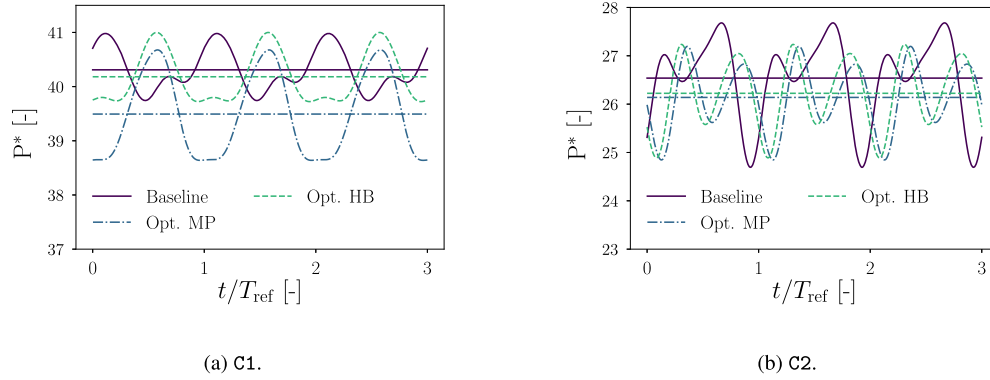 41
40
39
38
37
P* [-]
Baseline
Opt. HB
Opt. MP
0
1
2
3
t/T_ref [-]
(a) C1.
28
27
26
25
24
23
P* [-]
Baseline
Opt. HB
Opt. MP
0
1
2
3
t/T_ref [-]
(b) C2.